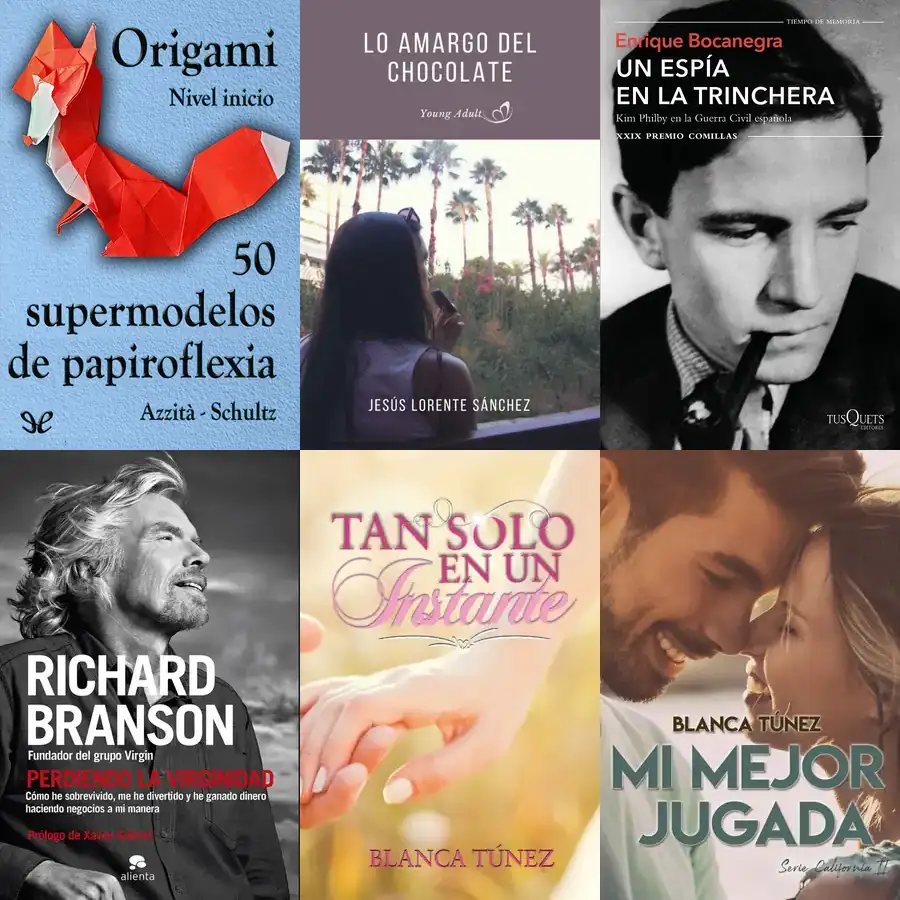 Origami
Nivel inicio
50
supermodelos
de papiroflexia
Azzità - Schultz
LO AMARGO DEL
CHOCOLATE
Young Adult
JESÚS LORENTE SÁNCHEZ
TIEMPO DE MEMORIA
Enrique Bocanegra
UN ESPÍA
EN LA TRINCHERA
Kim Philby en la Guerra Civil española
XXIX PREMIO COMILLAS
TUSQUETS
EDITORES
RICHARD
BRANSON
Fundador del grupo Virgin
PERDIENDO LA VIRGINIDAD
Cómo he sobrevivido, me he divertido y he ganado dinero
haciendo negocios a mi manera
Prólogo de Xavier
alienta
TAN SOLO
EN UN
Instante
BLANCA TÚNEZ
BLANCA TÚNEZ
MI MEJOR
JUGADA
Serie California II